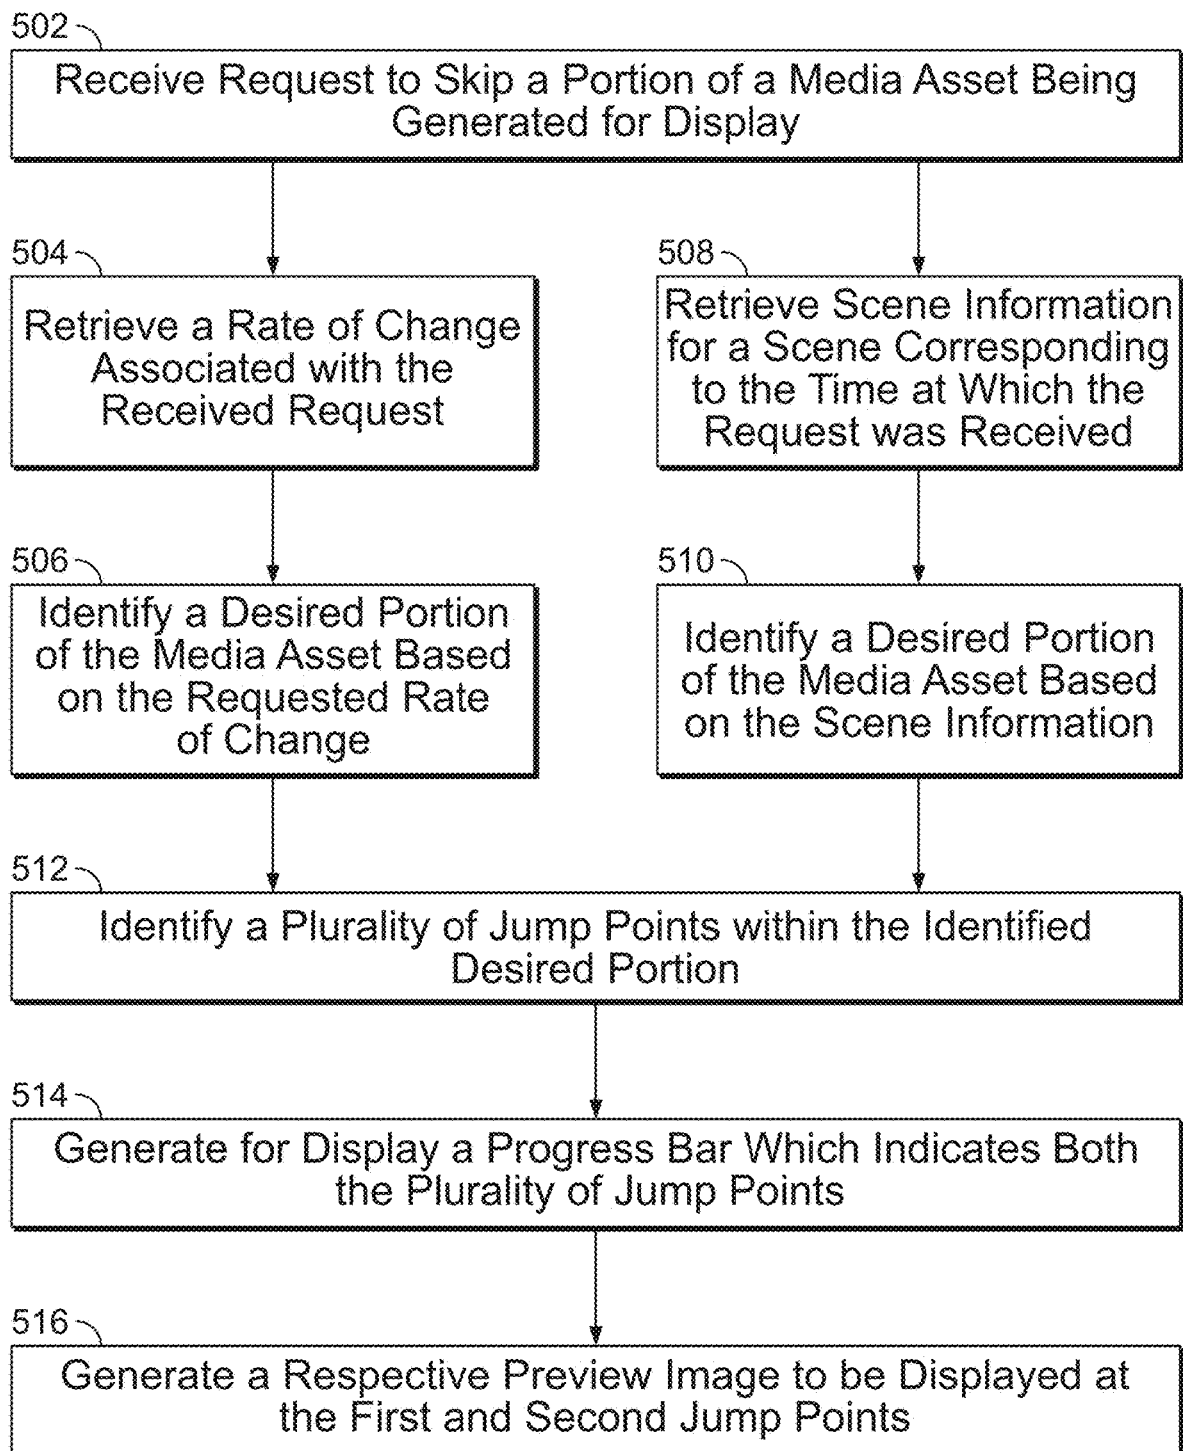 502
Receive Request to Skip a Portion of a Media Asset Being
Generated for Display
504
Retrieve a Rate of Change
Associated with the
Received Request
508
Retrieve Scene Information
for a Scene Corresponding
to the Time at Which the
Request was Received
506
Identify a Desired Portion
of the Media Asset Based
on the Requested Rate
of Change
510
Identify a Desired Portion
of the Media Asset Based
on the Scene Information
512
Identify a Plurality of Jump Points within the Identified
Desired Portion
514
Generate for Display a Progress Bar Which Indicates Both
the Plurality of Jump Points
516
Generate a Respective Preview Image to be Displayed at
the First and Second Jump Points